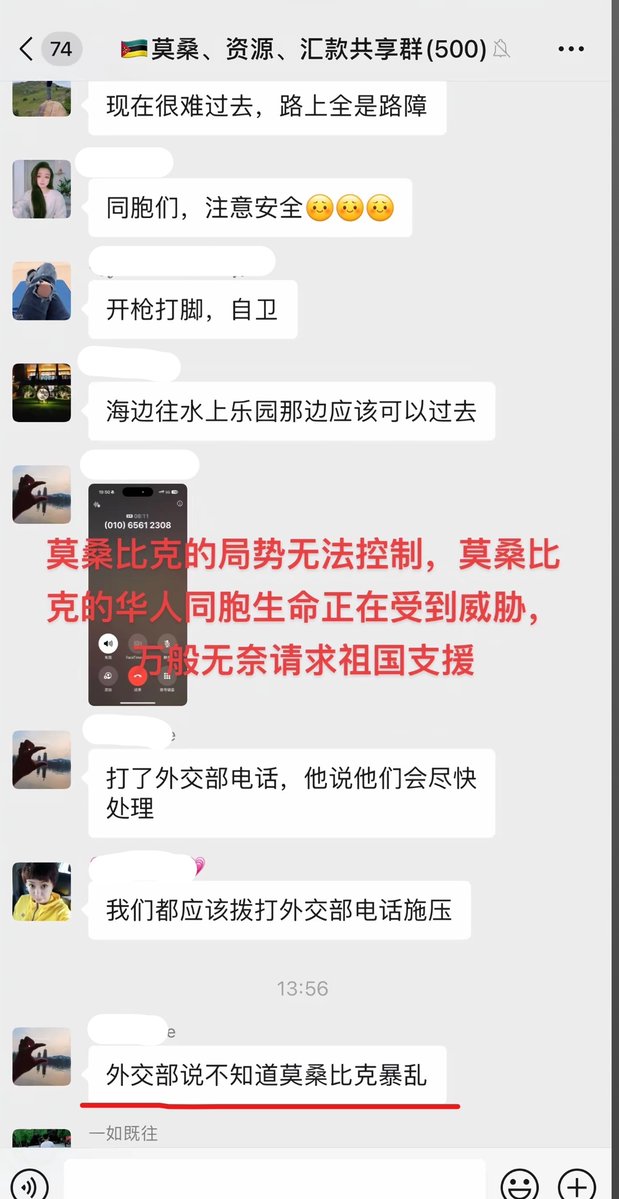 74
莫桑、资源、汇款共享群(500)
现在很难过去，路上全是路障
同胞们，注意安全
开枪打脚，自卫
海边往水上乐园那边应该可以过去
08:11
(010) 6561 2308
莫桑比克的局势无法控制，莫桑比
克的华人同胞生命正在受到威胁，
万般无奈请求祖国支援
e
打了外交部电话，他说他们会尽快
处理
我们都应该拨打外交部电话施压
13:56
e
外交部说不知道莫桑比克暴乱
一如既往